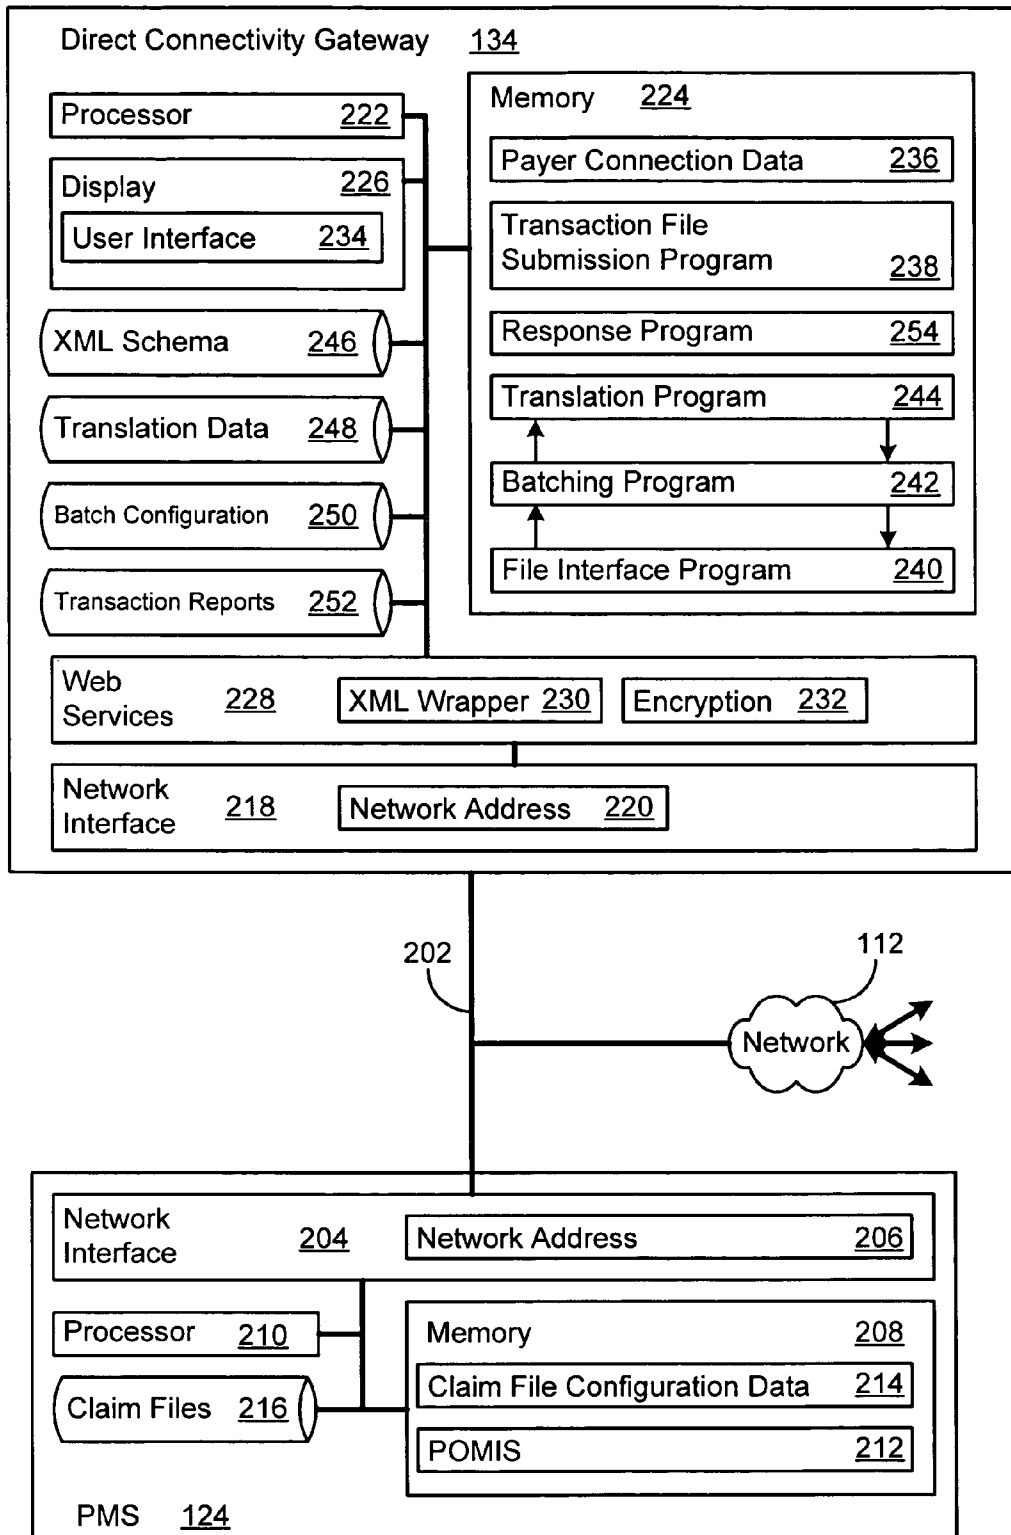 Direct Connectivity Gateway 134
Processor 222
Display 226
User Interface 234
XML Schema 246
Translation Data 248
Batch Configuration 250
Transaction Reports 252
Memory 224
Payer Connection Data 236
Transaction File
Submission Program 238
Response Program 254
Translation Program 244
Batching Program 242
File Interface Program 240
Web
Services 228
XML Wrapper 230
Encryption 232
Network
Interface 218
Network Address 220
202
112
Network
Network
Interface 204
Network Address 206
Processor 210
Claim Files 216
Memory 208
Claim File Configuration Data 214
POMIS 212
PMS 124